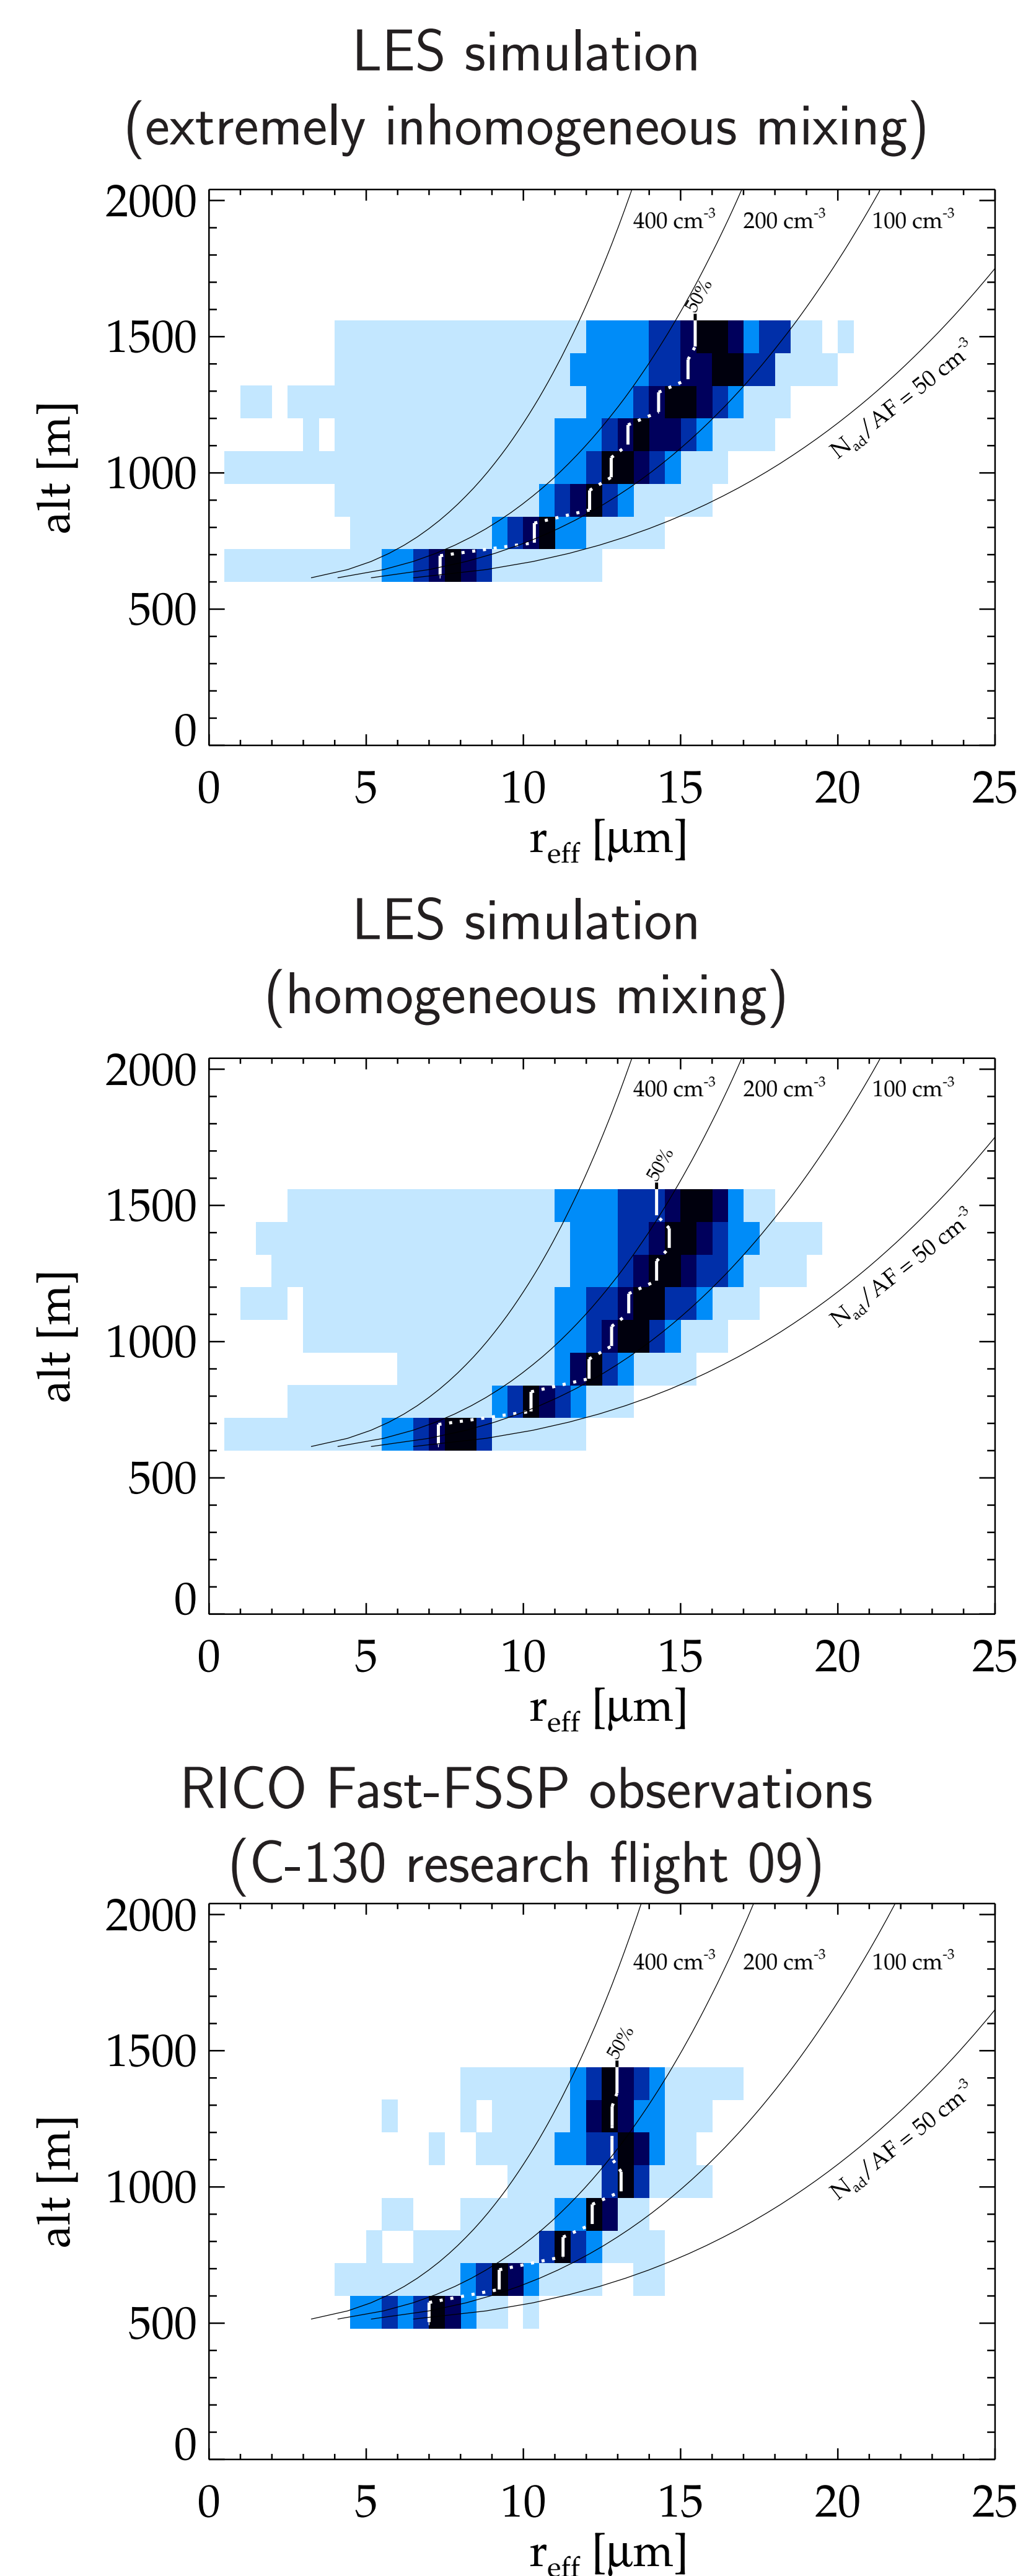 LES simulation
(extremely inhomogeneous mixing)
2000
400 cm-3
200 cm-3
100 cm-3
50%
1500
Nad/AF = 50 cm-3
1000
alt [m]
500
0
0 5 10 15 20 25
reff [µm]
LES simulation
(homogeneous mixing)
2000
400 cm-3
200 cm-3
100 cm-3
50%
1500
Nad/AF = 50 cm-3
1000
alt [m]
500
0
0 5 10 15 20 25
reff [µm]
RICO Fast-FSSP observations
(C-130 research flight 09)
2000
400 cm-3
200 cm-3
100 cm-3
50%
1500
Nad/AF = 50 cm-3
1000
alt [m]
500
0
0 5 10 15 20 25
reff [µm]